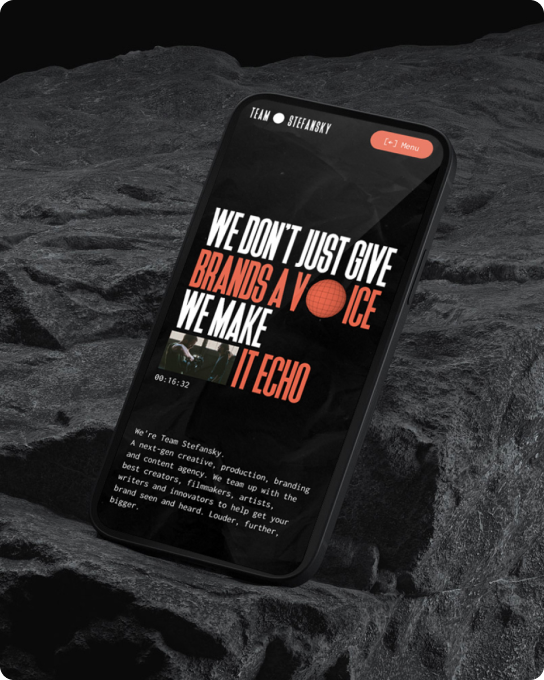 TEAM STEFANSKY
[+] Menu
WE DON'T JUST GIVE
BRANDS A V ICE
WE MAKE
IT ECHO
00:16:32
We're Team Stefansky.
A next-gen creative, production, branding
and content agency. We team up with the
best creators, filmmakers, artists,
writers and innovators to help get your
brand seen and heard. Louder, further,
bigger.